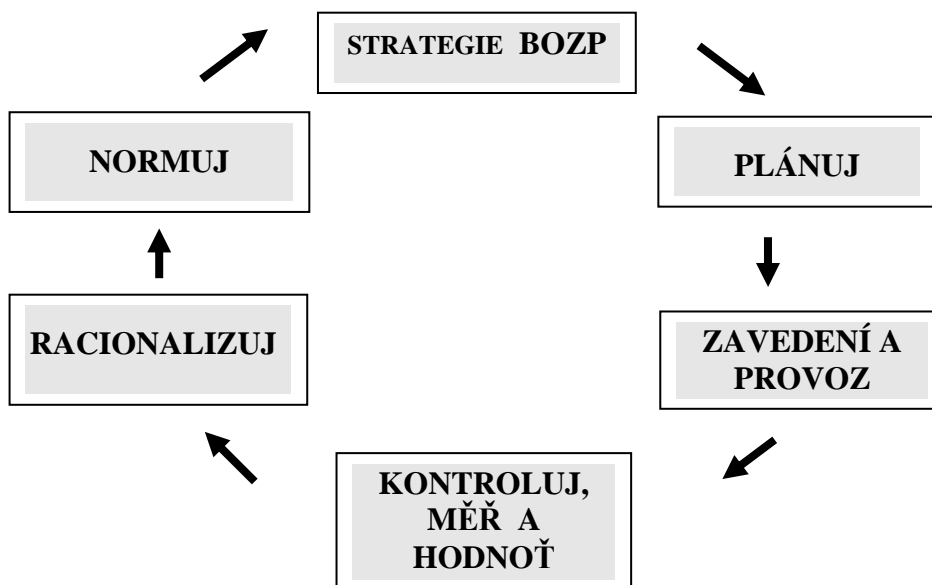 STRATEGIE BOZP
NORMUJ
PLÁNUJ
RACIONALIZUJ
ZAVEDENÍ A
PROVOZ
KONTROLUJ,
MĚŘ A
HODNOŤ